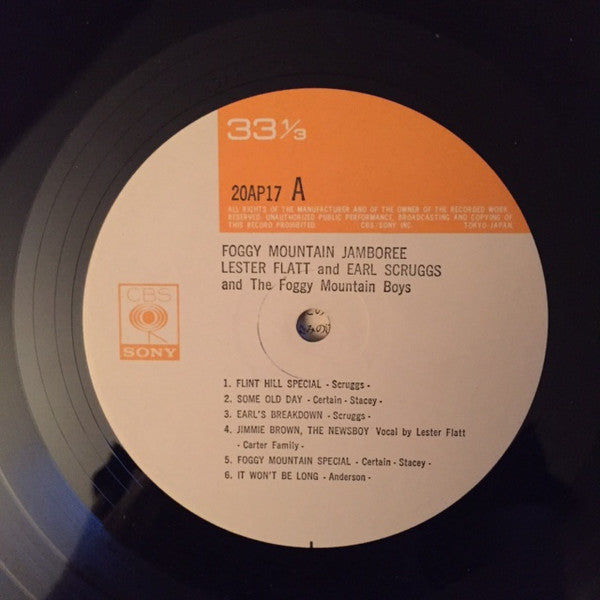 33 1/3
20AP17 A
ALL RIGHTS OF THE MANUFACTURER AND OF THE OWNER OF THE RECORDED WORK
RESERVED. UNAUTHORIZED PUBLIC PERFORMANCE, BROADCASTING AND COPYING OF
THIS RECORD PROHIBITED. CBS/SONY INC. TOKYO-JAPAN.
FOGGY MOUNTAIN JAMBOREE
LESTER FLATT and EARL SCRUGGS
and The Foggy Mountain Boys
CBS
SONY
1. FLINT HILL SPECIAL - Scruggs -
2. SOME OLD DAY - Certain - Stacey -
3. EARL'S BREAKDOWN - Scruggs -
4. JIMMIE BROWN, THE NEWSBOY Vocal by Lester Flatt
- Carter Family -
5. FOGGY MOUNTAIN SPECIAL - Certain - Stacey -
6. IT WON'T BE LONG - Anderson -